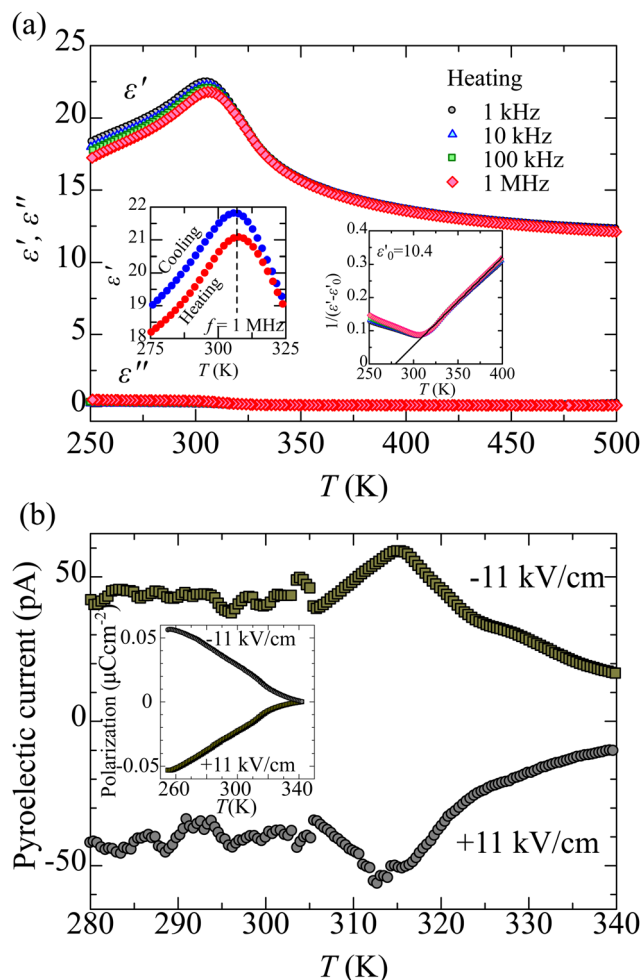 (a)
25
20
15
10
5
0
ε', ε''
ε'
ε''
Heating
1 kHz
10 kHz
100 kHz
1 MHz
22
21
20
19
18
ε'
Cooling
Heating
f = 1 MHz
275 300 325
T (K)
ε'0=10.4
0.4
0.3
0.2
0.1
0
1/(ε'-ε'0)
250 300 350 400
T (K)
250 300 350 400 450 500
T (K)
(b)
50
0
-50
Pyroelectic current (pA)
-11 kV/cm
+11 kV/cm
0.05
0
-0.05
Polarization (μCcm-2)
-11 kV/cm
+11 kV/cm
260 280 300 320 340
T(K)
280 290 300 310 320 330 340
T (K)